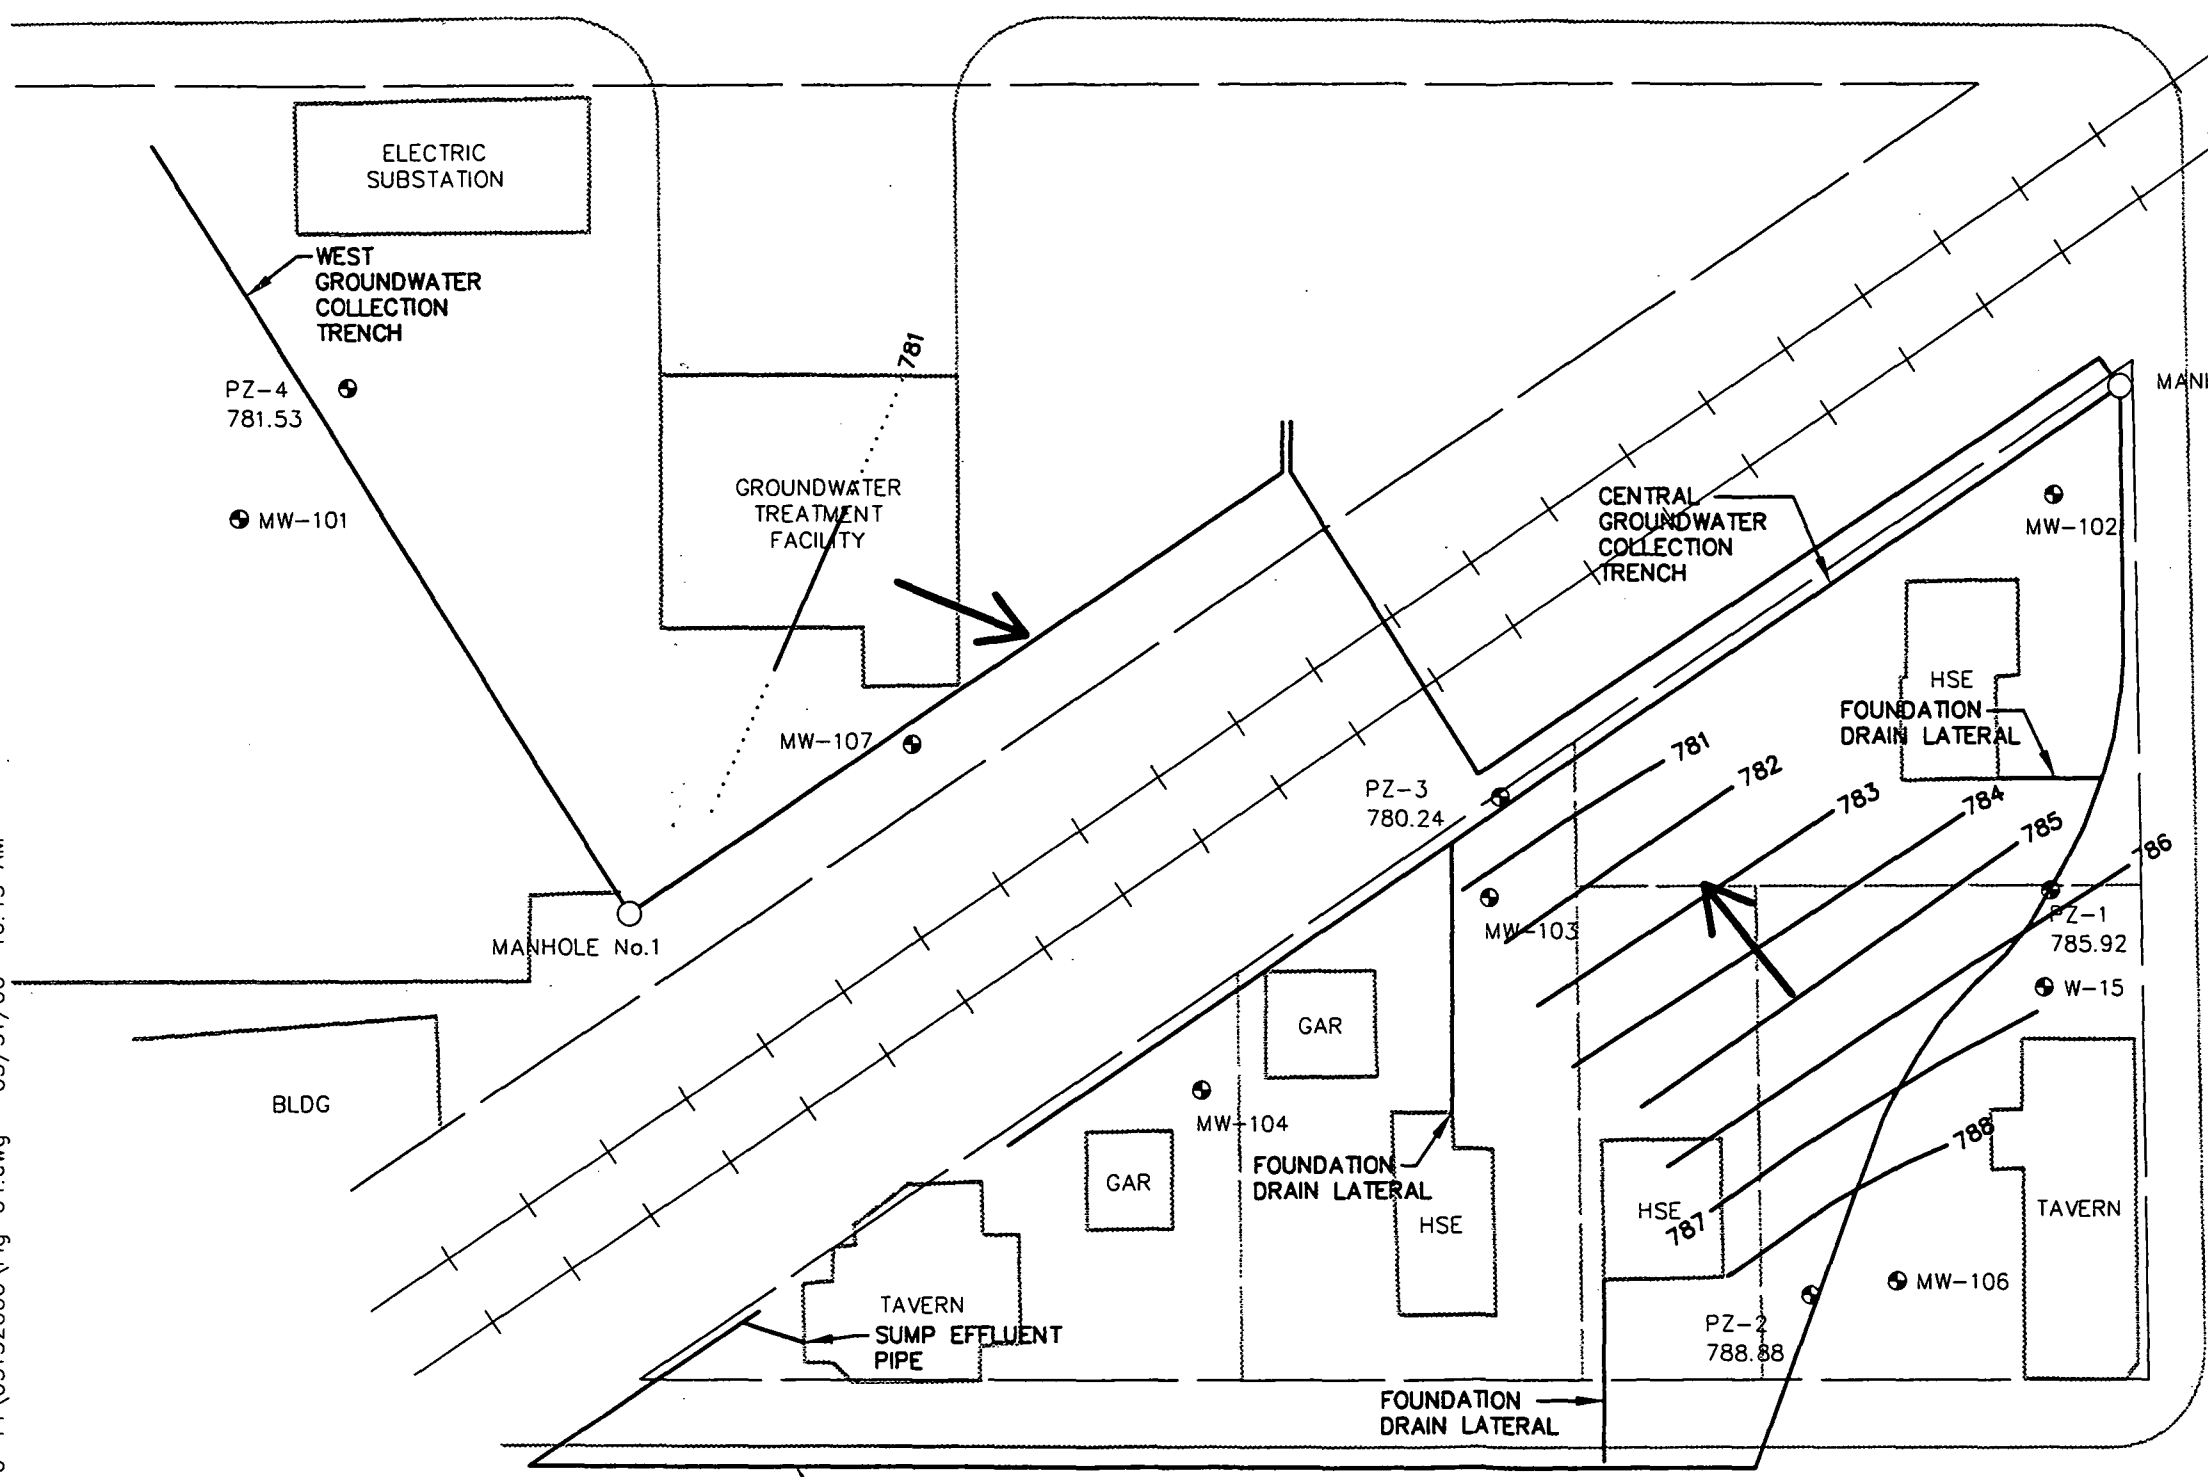 ELECTRIC
SUBSTATION
WEST
GROUNDWATER
COLLECTION
TRENCH
781
PZ-4
781.53
MANH
GROUNDWATER
TREATMENT
FACILITY
CENTRAL
GROUNDWATER
COLLECTION
TRENCH
MW-101
MW-102
HSE
FOUNDATION
DRAIN LATERAL
MW-107
781
782
783
784
785
786
PZ-3
780.24
MW-103
PZ-1
785.92
MANHOLE No.1
W-15
GAR
BLDG
MW-104
788
FOUNDATION
DRAIN LATERAL
GAR
HSE
HSE
787
TAVERN
MW-106
TAVERN
SUMP EFFLUENT
PIPE
PZ-2
788.88
FOUNDATION
DRAIN LATERAL